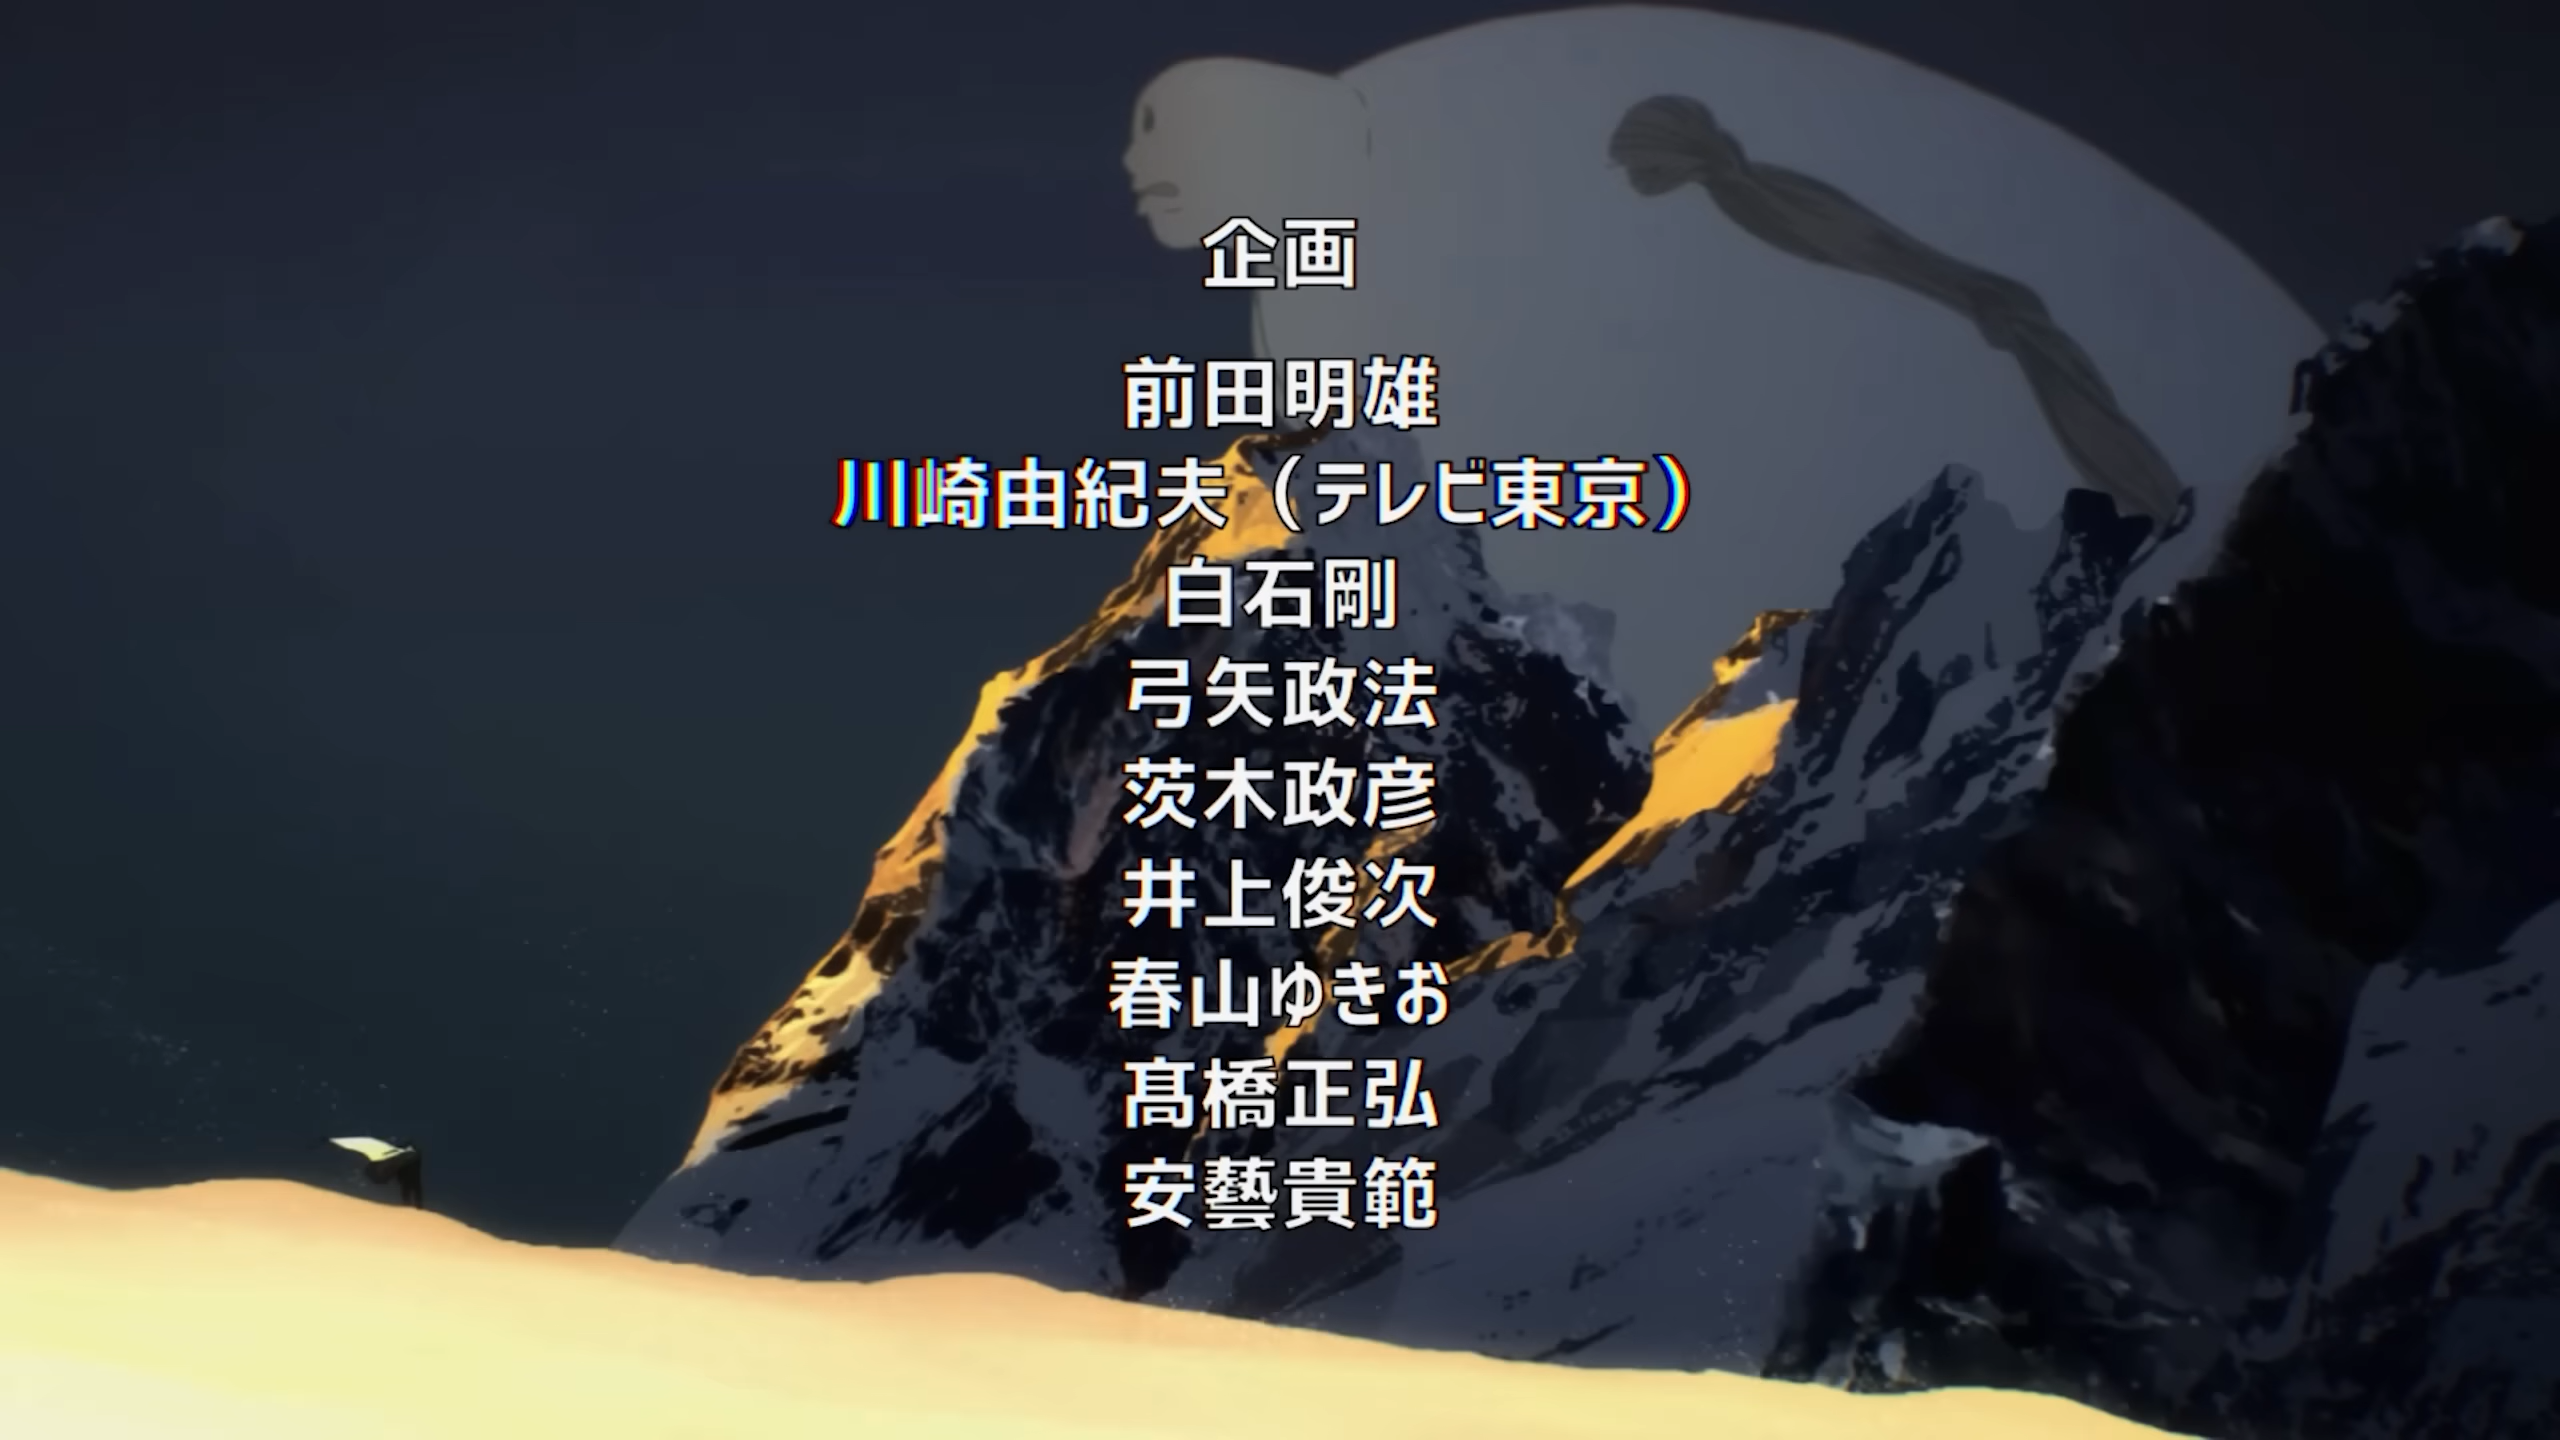 企画
前田明雄
川崎由紀夫（テレビ東京）
白石剛
弓矢政法
茨木政彦
井上俊次
春山ゆきお
髙橋正弘
安藝貴範